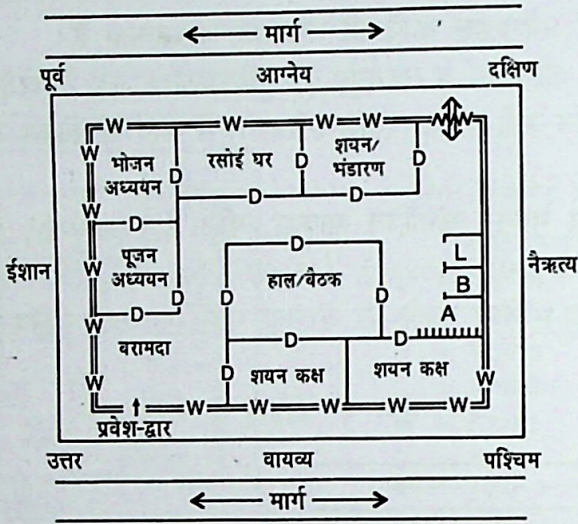 मार्ग
पूर्व आग्नेय दक्षिण
W W W W
भोजन अध्ययन
रसोई घर
शयन/ भंडारण
W D D D
W D D D
पूजन अध्ययन
D
ईशान W
हाल/बैठक
L
नैऋत्य
D D D B
D A
W वरामदा D D
D शयन कक्ष शयन कक्ष
W W
W W W W
प्रवेश-द्वार
उत्तर वायव्य पश्चिम
मार्ग